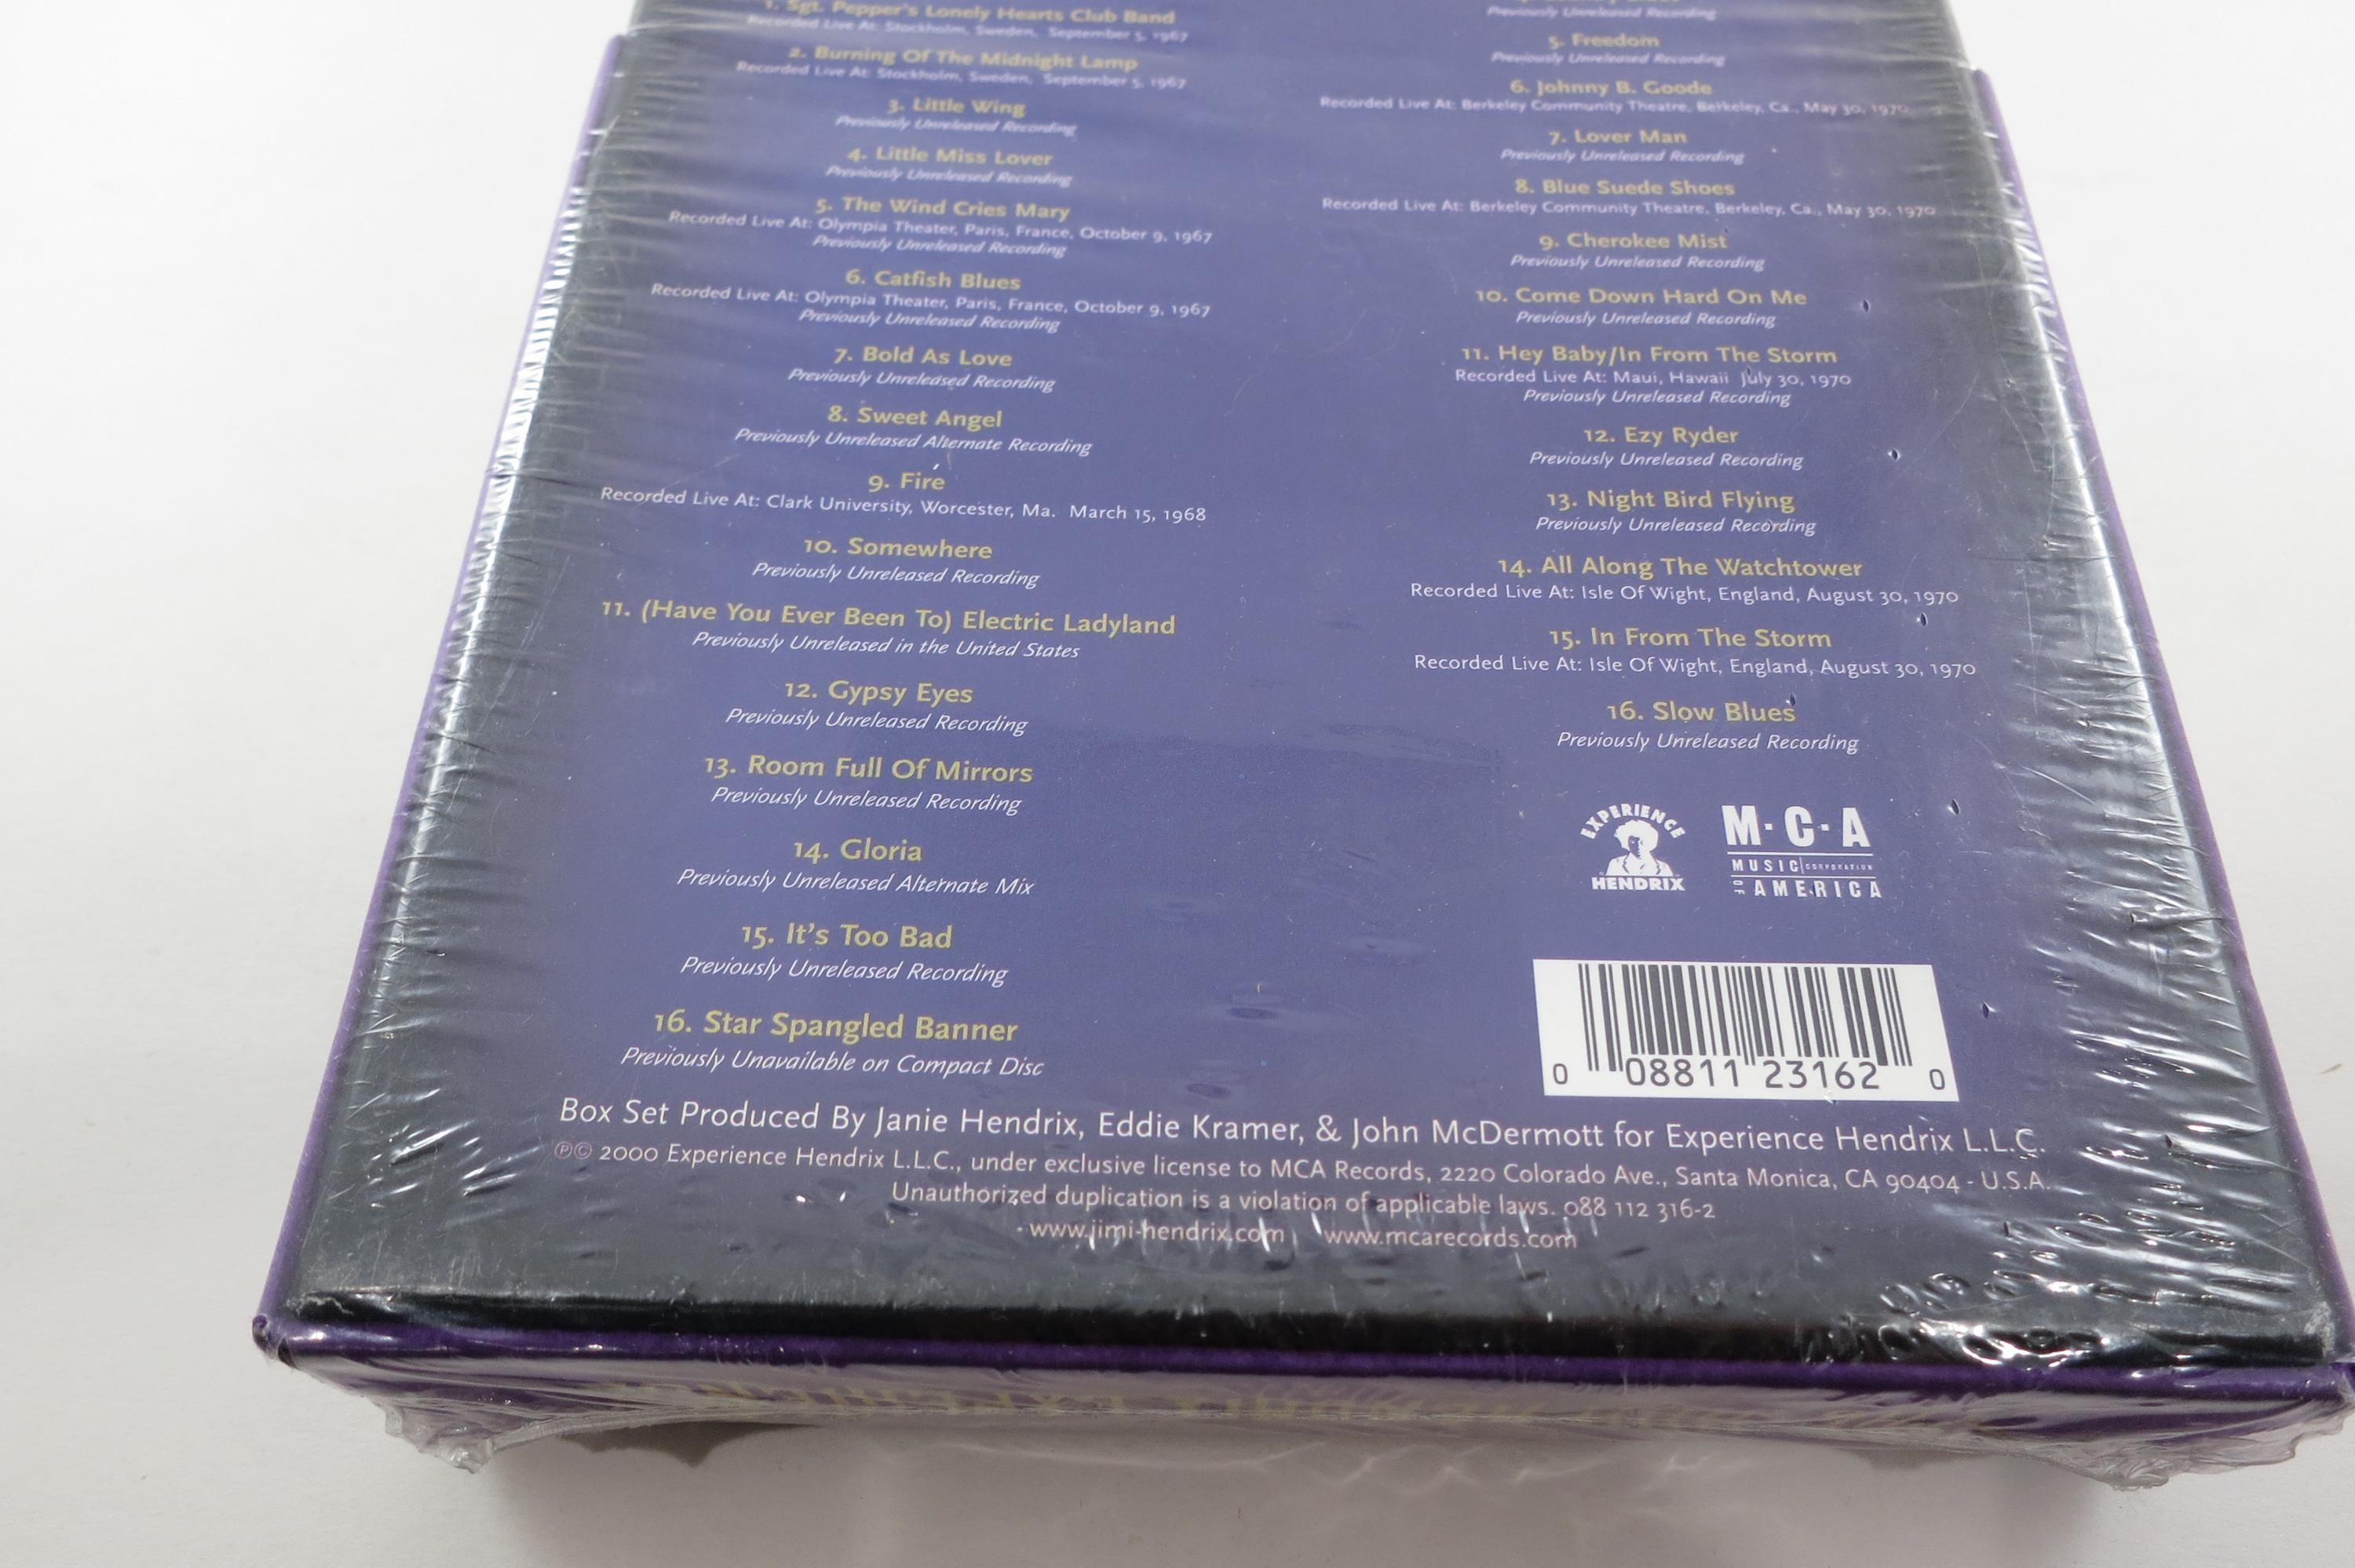 1. Sgt. Pepper's Lonely Hearts Club Band
Recorded Live At: Stockholm, Sweden, September 5, 1967
2. Burning Of The Midnight Lamp
Recorded Live At: Stockholm, Sweden, September 5, 1967
3. Little Wing
Previously Unreleased Recording
4. Little Miss Lover
Previously Unreleased Recording
5. The Wind Cries Mary
Recorded Live At: Olympia Theater, Paris, France, October 9, 1967
Previously Unreleased Recording
6. Catfish Blues
Recorded Live At: Olympia Theater, Paris, France, October 9, 1967
Previously Unreleased Recording
7. Bold As Love
Previously Unreleased Recording
8. Sweet Angel
Previously Unreleased Alternate Recording
9. Fire
Recorded Live At: Clark University, Worcester, Ma. March 15, 1968
10. Somewhere
Previously Unreleased Recording
11. (Have You Ever Been To) Electric Ladyland
Previously Unreleased in the United States
12. Gypsy Eyes
Previously Unreleased Recording
13. Room Full Of Mirrors
Previously Unreleased Recording
14. Gloria
Previously Unreleased Alternate Mix
15. It's Too Bad
Previously Unreleased Recording
16. Star Spangled Banner
Previously Unavailable on Compact Disc
Previously Unreleased Recording
5. Freedom
Previously Unreleased Recording
6. Johnny B. Goode
Recorded Live At: Berkeley Community Theatre, Berkeley, Ca., May 30, 1970
7. Lover Man
Previously Unreleased Recording
8. Blue Suede Shoes
Recorded Live At: Berkeley Community Theatre, Berkeley, Ca., May 30, 1970
9. Cherokee Mist
Previously Unreleased Recording
10. Come Down Hard On Me
Previously Unreleased Recording
11. Hey Baby/In From The Storm
Recorded Live At: Maui, Hawaii July 30, 1970
Previously Unreleased Recording
12. Ezy Ryder
Previously Unreleased Recording
13. Night Bird Flying
Previously Unreleased Recording
14. All Along The Watchtower
Recorded Live At: Isle Of Wight, England, August 30, 1970
15. In From The Storm
Recorded Live At: Isle Of Wight, England, August 30, 1970
16. Slow Blues
Previously Unreleased Recording
EXPERIENCE
HENDRIX
M·C·A
MUSIC CORPORATION
OF AMERICA
0 08811 23162 0
Box Set Produced By Janie Hendrix, Eddie Kramer, & John McDermott for Experience Hendrix L.L.C.
℗© 2000 Experience Hendrix L.L.C., under exclusive license to MCA Records, 2220 Colorado Ave., Santa Monica, CA 90404 - U.S.A.
Unauthorized duplication is a violation of applicable laws. 088 112 316-2
www.jimi-hendrix.com www.mcarecords.com